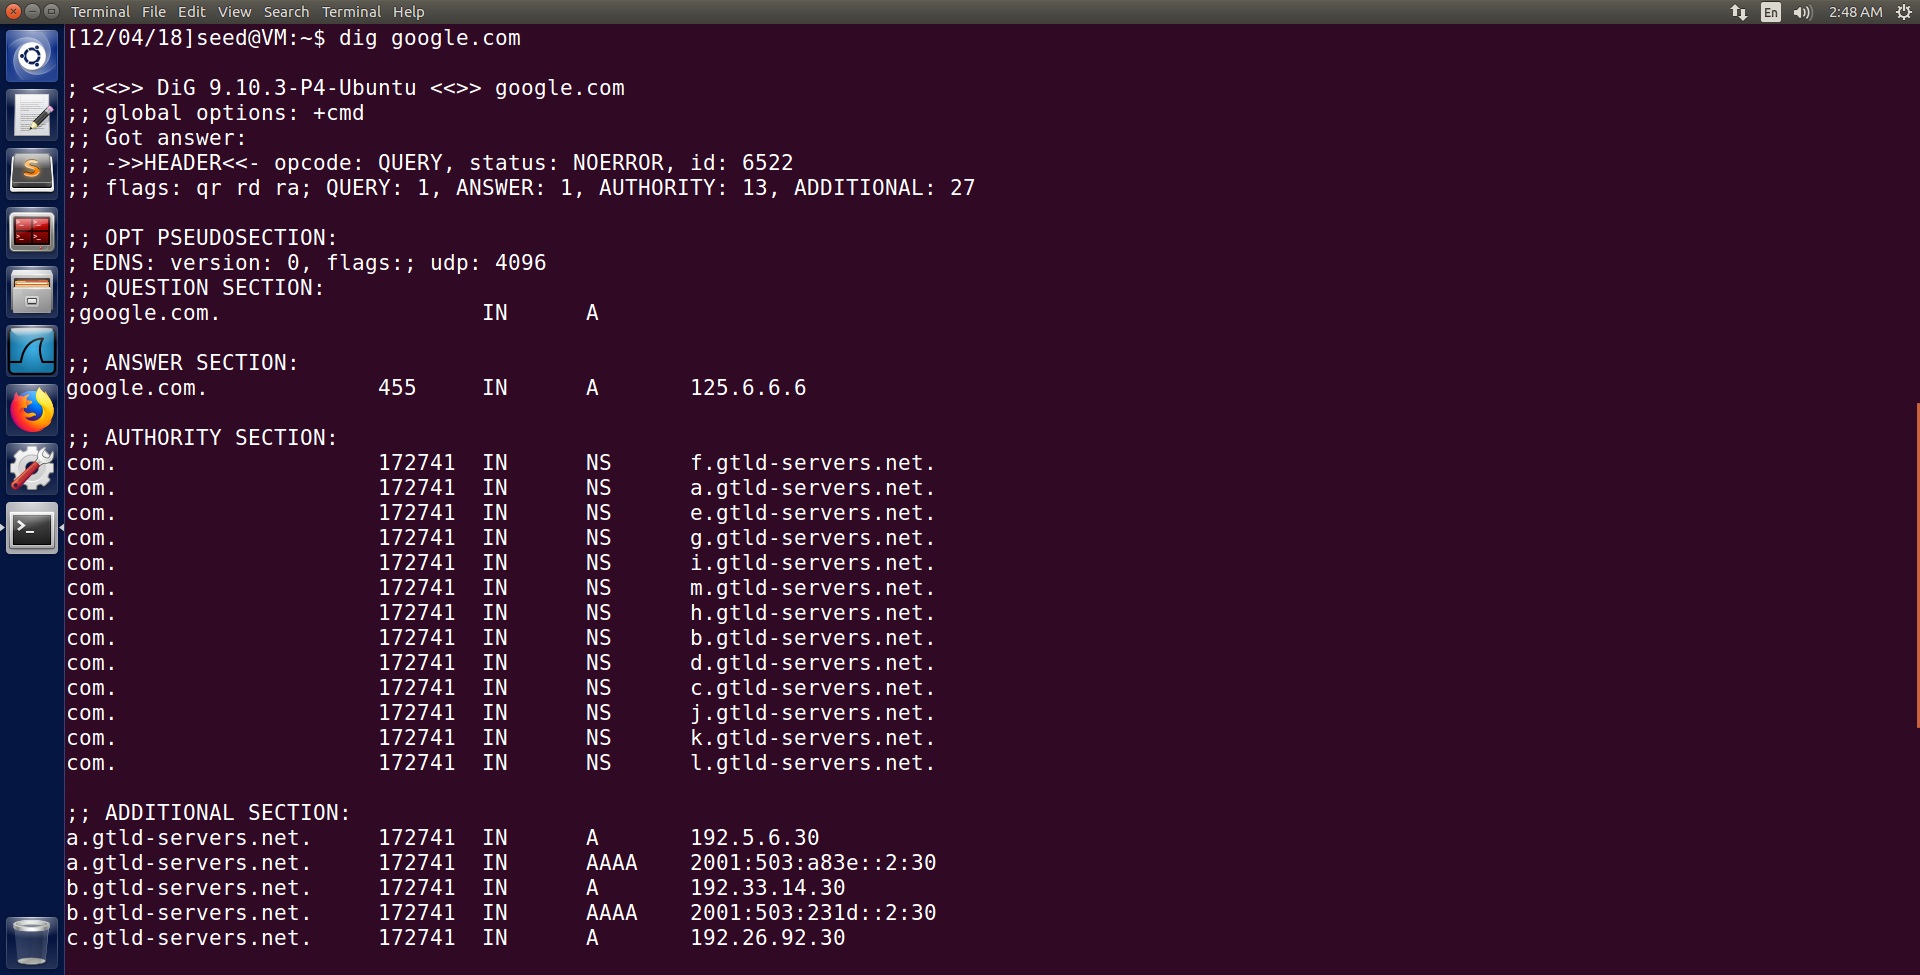 Terminal File Edit View Search Terminal Help En 2:48 AM
[12/04/18]seed@VM:~$ dig google.com
; <<>> DiG 9.10.3-P4-Ubuntu <<>> google.com
;; global options: +cmd
;; Got answer:
;; ->>HEADER<<- opcode: QUERY, status: NOERROR, id: 6522
;; flags: qr rd ra; QUERY: 1, ANSWER: 1, AUTHORITY: 13, ADDITIONAL: 27
;; OPT PSEUDOSECTION:
; EDNS: version: 0, flags:; udp: 4096
;; QUESTION SECTION:
;google.com. IN A
;; ANSWER SECTION:
google.com. 455 IN A 125.6.6.6
;; AUTHORITY SECTION:
com. 172741 IN NS f.gtld-servers.net.
com. 172741 IN NS a.gtld-servers.net.
com. 172741 IN NS e.gtld-servers.net.
com. 172741 IN NS g.gtld-servers.net.
com. 172741 IN NS i.gtld-servers.net.
com. 172741 IN NS m.gtld-servers.net.
com. 172741 IN NS h.gtld-servers.net.
com. 172741 IN NS b.gtld-servers.net.
com. 172741 IN NS d.gtld-servers.net.
com. 172741 IN NS c.gtld-servers.net.
com. 172741 IN NS j.gtld-servers.net.
com. 172741 IN NS k.gtld-servers.net.
com. 172741 IN NS l.gtld-servers.net.
;; ADDITIONAL SECTION:
a.gtld-servers.net. 172741 IN A 192.5.6.30
a.gtld-servers.net. 172741 IN AAAA 2001:503:a83e::2:30
b.gtld-servers.net. 172741 IN A 192.33.14.30
b.gtld-servers.net. 172741 IN AAAA 2001:503:231d::2:30
c.gtld-servers.net. 172741 IN A 192.26.92.30